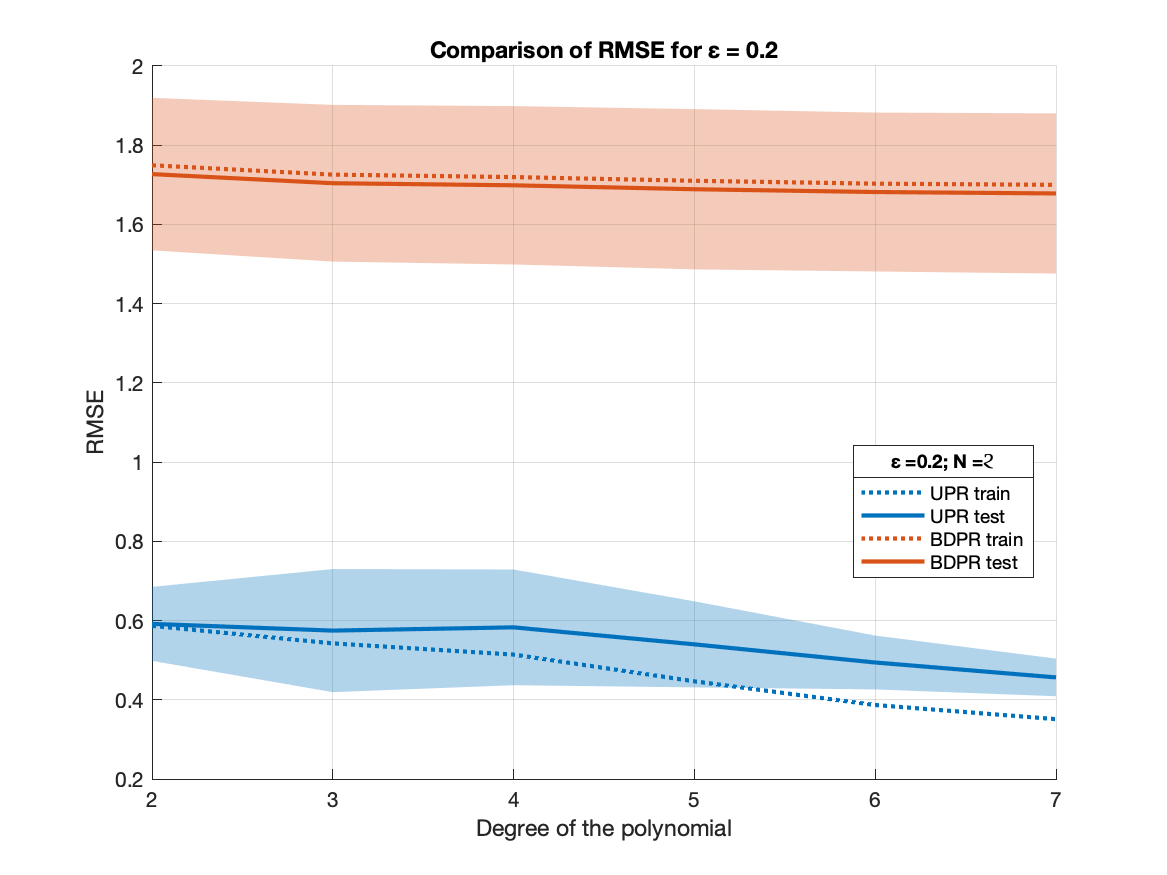 Comparison of RMSE for ε = 0.2
2
1.8
1.6
1.4
1.2
1
0.8
0.6
0.4
0.2
RMSE
2 3 4 5 6 7
Degree of the polynomial
ε =0.2; N =
UPR train
UPR test
BDPR train
BDPR test